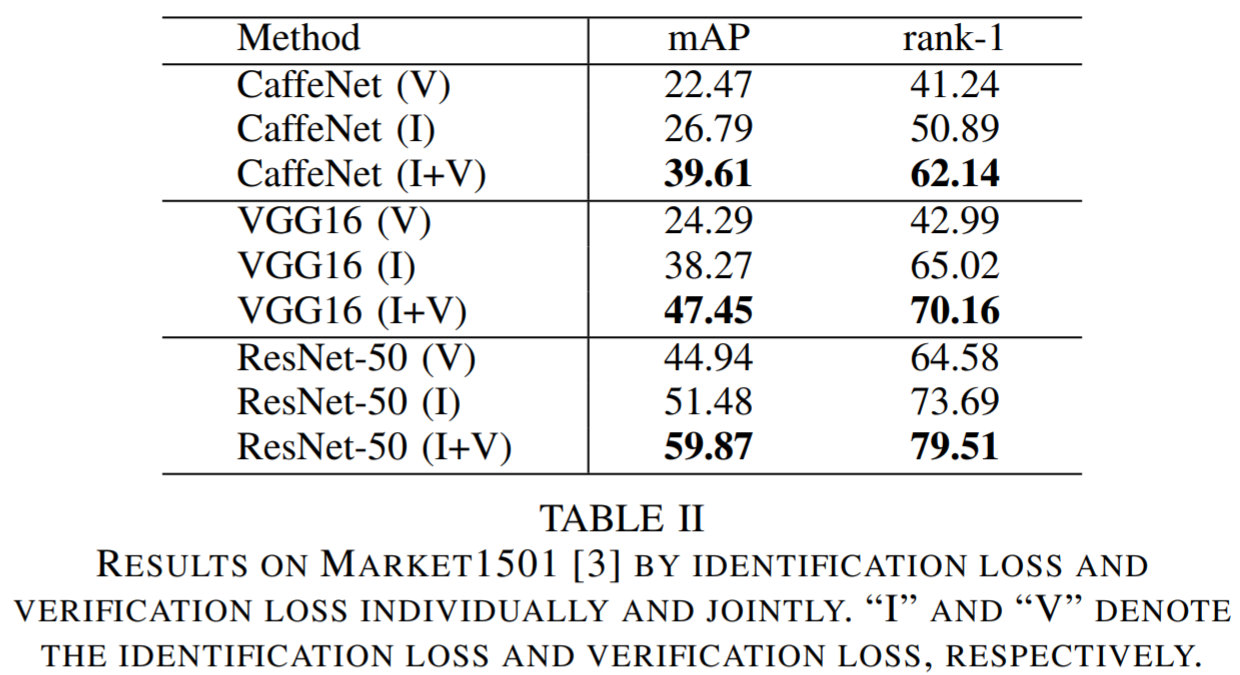 Method mAP rank-1
CaffeNet (V) 22.47 41.24
CaffeNet (I) 26.79 50.89
CaffeNet (I+V) 39.61 62.14
VGG16 (V) 24.29 42.99
VGG16 (I) 38.27 65.02
VGG16 (I+V) 47.45 70.16
ResNet-50 (V) 44.94 64.58
ResNet-50 (I) 51.48 73.69
ResNet-50 (I+V) 59.87 79.51
TABLE II
RESULTS ON MARKET1501 [3] BY IDENTIFICATION LOSS AND
VERIFICATION LOSS INDIVIDUALLY AND JOINTLY. “I” AND “V” DENOTE
THE IDENTIFICATION LOSS AND VERIFICATION LOSS, RESPECTIVELY.